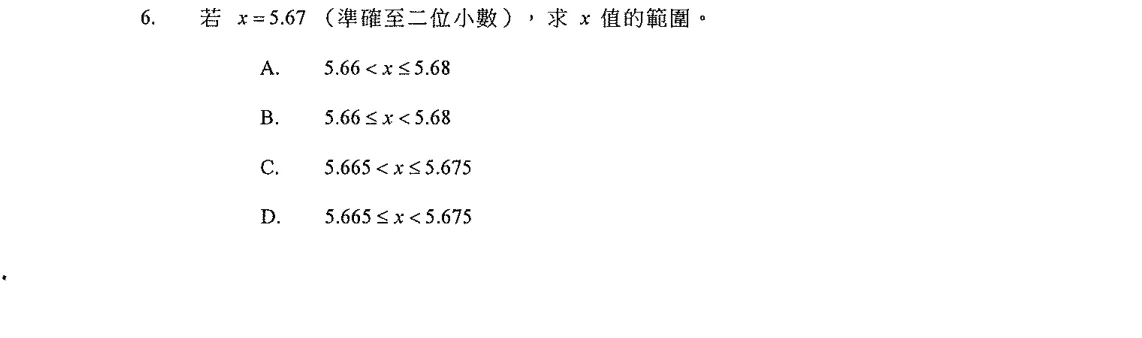 6. 若 x = 5.67 （準確至二位小數），求 x 值的範圍。
A. 5.66 < x ≤ 5.68
B. 5.66 ≤ x < 5.68
C. 5.665 < x ≤ 5.675
D. 5.665 ≤ x < 5.675